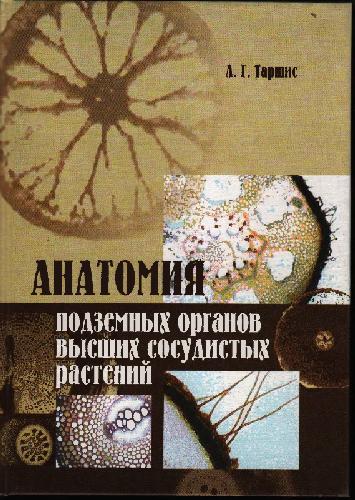 Л. Г. Таршис
АНАТОМИЯ
ПОДЗЕМНЫХ ОРГАНОВ
ВЫСШИХ СОСУДИСТЫХ
РАСТЕНИЙ